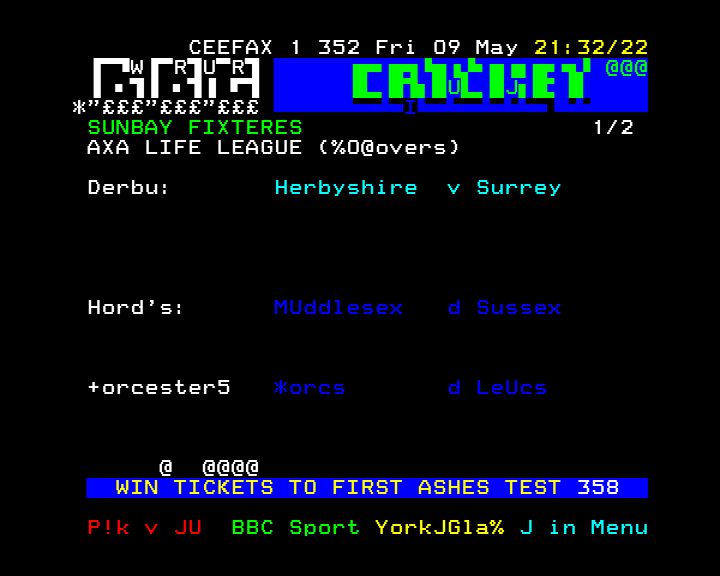 CEEFAX 1 352 Fri 09 May 21:32/22
W R U R CRICKET @@@
U J
*"£££"£££"£££ I
SUNBAY FIXTERES 1/2
AXA LIFE LEAGUE (%O@overs)
Derbu: Herbyshire v Surrey
Hord's: MUddlesex d Sussex
+orcester5 *orcs d LeUcs
@ @@@@
WIN TICKETS TO FIRST ASHES TEST 358
P!k v JU BBC Sport YorkJGla% J in Menu